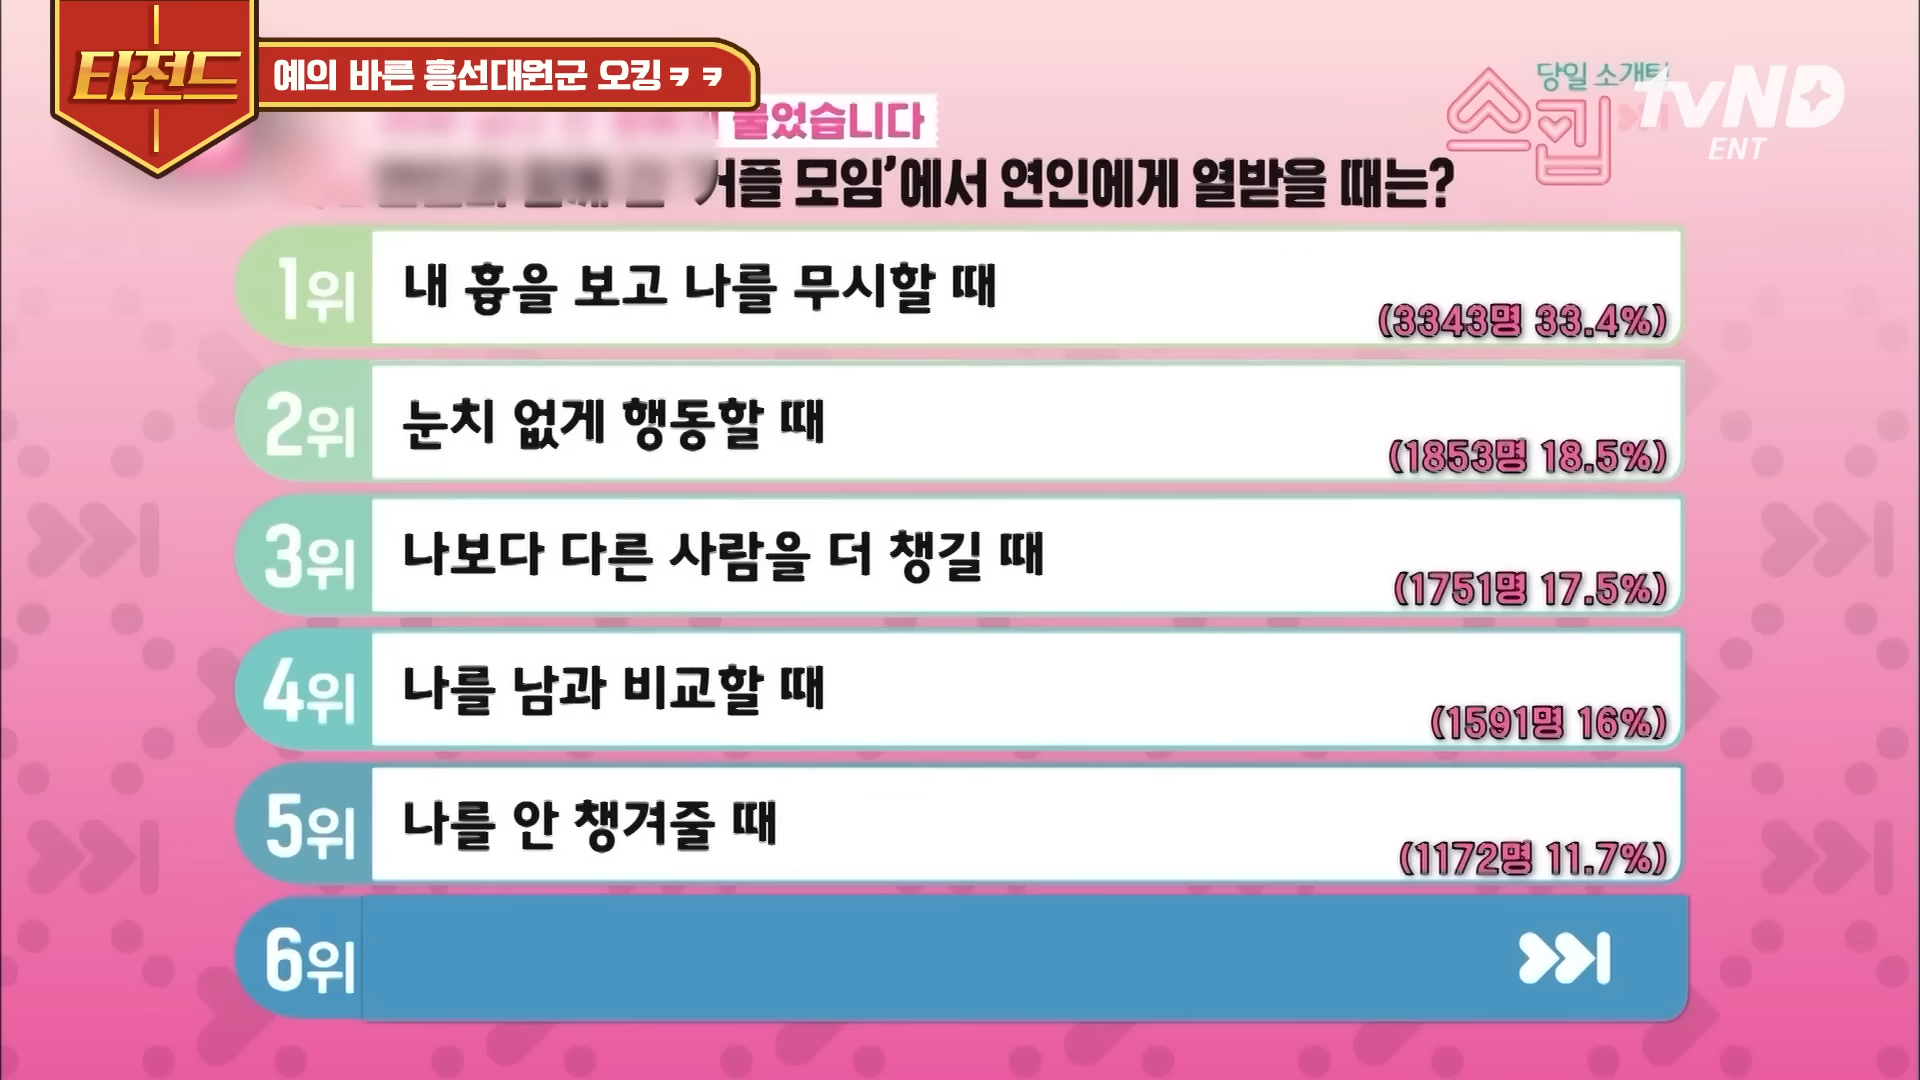 티전드
예의 바른 흥선대원군 오킹ㅋㅋ
당일 소개팅
스킵
tvND
ENT
물었습니다
'커플 모임'에서 연인에게 열받을 때는?
1위 내 흉을 보고 나를 무시할 때 (3343명 33.4%)
2위 눈치 없게 행동할 때 (1853명 18.5%)
3위 나보다 다른 사람을 더 챙길 때 (1751명 17.5%)
4위 나를 남과 비교할 때 (1591명 16%)
5위 나를 안 챙겨줄 때 (1172명 11.7%)
6위